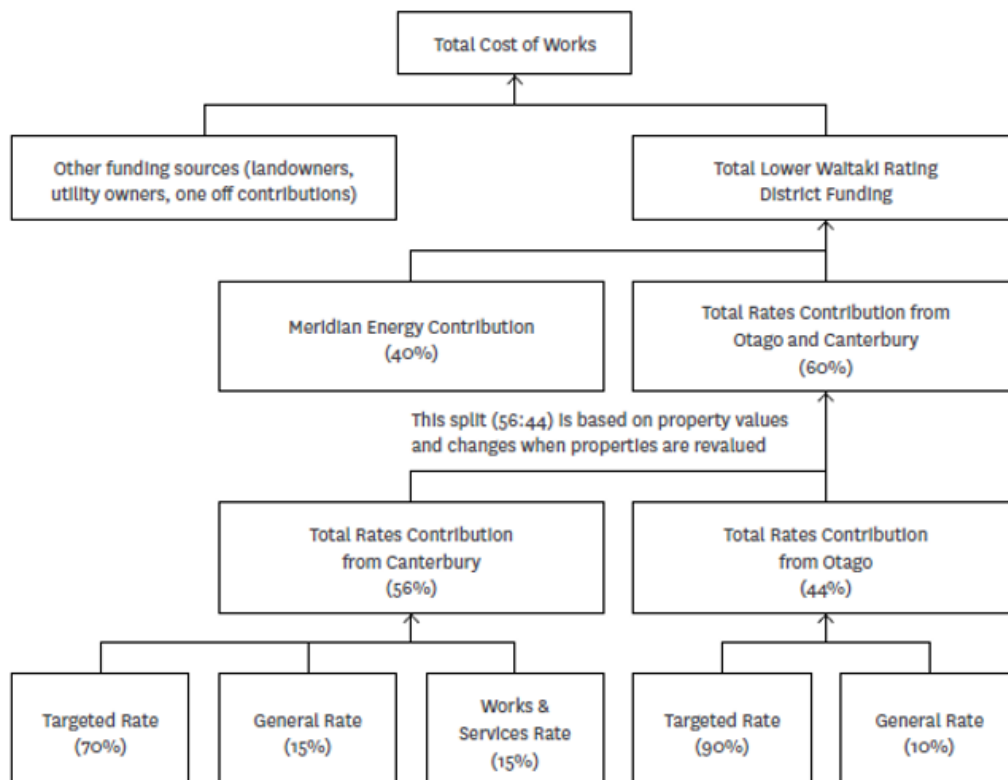 Total Cost of Works
Other funding sources (landowners,
utility owners, one off contributions)
Total Lower Waitaki Rating
District Funding
Meridian Energy Contribution
(40%)
Total Rates Contribution from
Otago and Canterbury
(60%)
This split (56:44) is based on property values
and changes when properties are revalued
Total Rates Contribution
from Canterbury
(56%)
Total Rates Contribution
from Otago
(44%)
Targeted Rate
(70%)
General Rate
(15%)
Works &
Services Rate
(15%)
Targeted Rate
(90%)
General Rate
(10%)